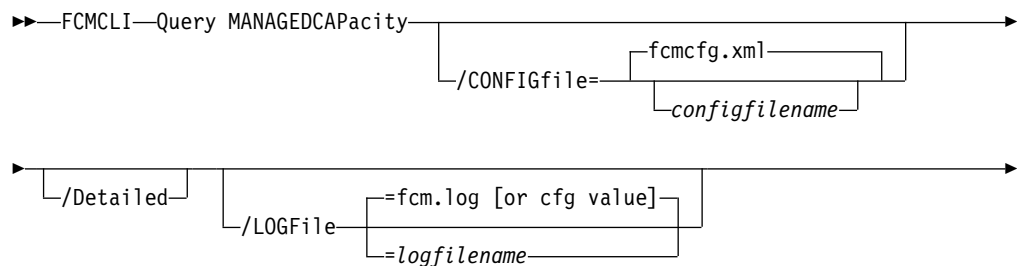 FCMCLI Query MANAGEDCAPacity
fcmcfg.xml
/CONFIGfile=
configfilename
/Detailed
=fcm.log [or cfg value]
/LOGFile
=logfilename